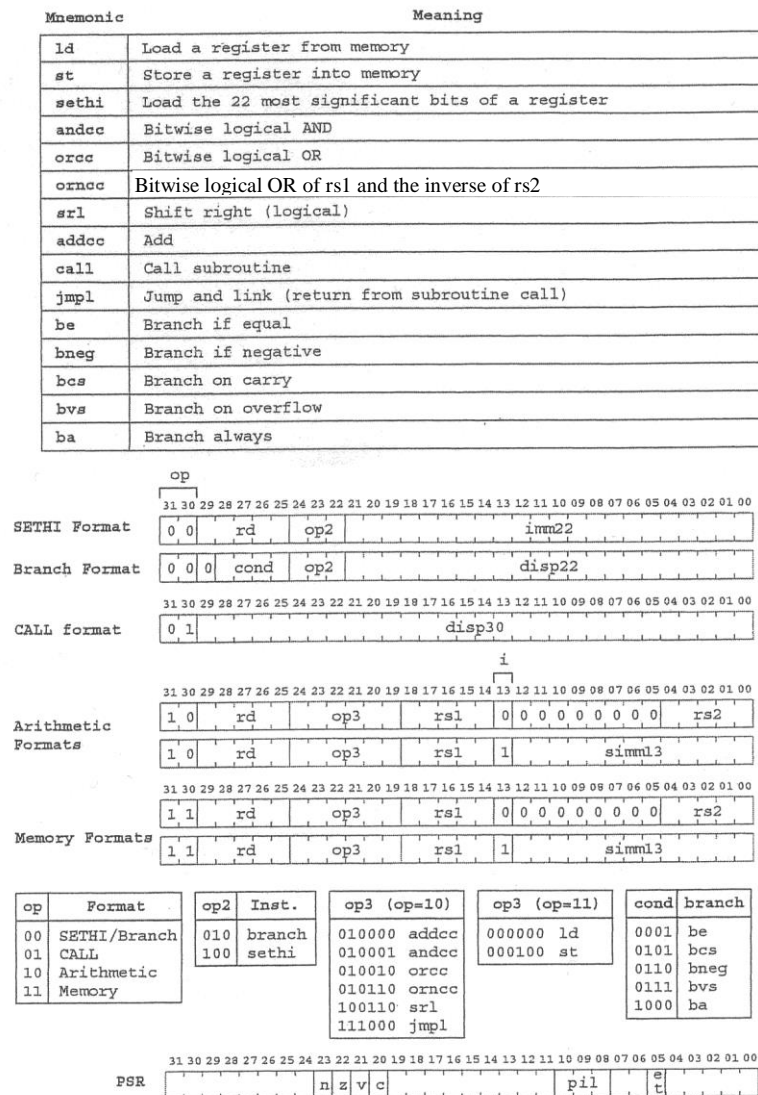 Mnemonic Meaning
ld Load a register from memory
st Store a register into memory
sethi Load the 22 most significant bits of a register
andcc Bitwise logical AND
orcc Bitwise logical OR
orncc Bitwise logical OR of rs1 and the inverse of rs2
srl Shift right (logical)
addcc Add
call Call subroutine
jmpl Jump and link (return from subroutine call)
be Branch if equal
bneg Branch if negative
bcs Branch on carry
bvs Branch on overflow
ba Branch always
op
31 30 29 28 27 26 25 24 23 22 21 20 19 18 17 16 15 14 13 12 11 10 09 08 07 06 05 04 03 02 01 00
SETHI Format 0 0 rd op2 imm22
Branch Format 0 0 0 cond op2 disp22
31 30 29 28 27 26 25 24 23 22 21 20 19 18 17 16 15 14 13 12 11 10 09 08 07 06 05 04 03 02 01 00
CALL format 0 1 disp30
i
31 30 29 28 27 26 25 24 23 22 21 20 19 18 17 16 15 14 13 12 11 10 09 08 07 06 05 04 03 02 01 00
Arithmetic Formats
1 0 rd op3 rs1 0 0 0 0 0 0 0 0 0 rs2
1 0 rd op3 rs1 1 simm13
31 30 29 28 27 26 25 24 23 22 21 20 19 18 17 16 15 14 13 12 11 10 09 08 07 06 05 04 03 02 01 00
Memory Formats
1 1 rd op3 rs1 0 0 0 0 0 0 0 0 0 rs2
1 1 rd op3 rs1 1 simm13
op Format
00 SETHI/Branch
01 CALL
10 Arithmetic
11 Memory
op2 Inst.
010 branch
100 sethi
op3 (op=10)
010000 addcc
010001 andcc
010010 orcc
010110 orncc
100110 srl
111000 jmpl
op3 (op=11)
000000 ld
000100 st
cond branch
0001 be
0101 bcs
0110 bneg
0111 bvs
1000 ba
31 30 29 28 27 26 25 24 23 22 21 20 19 18 17 16 15 14 13 12 11 10 09 08 07 06 05 04 03 02 01 00
PSR n z v c pil et